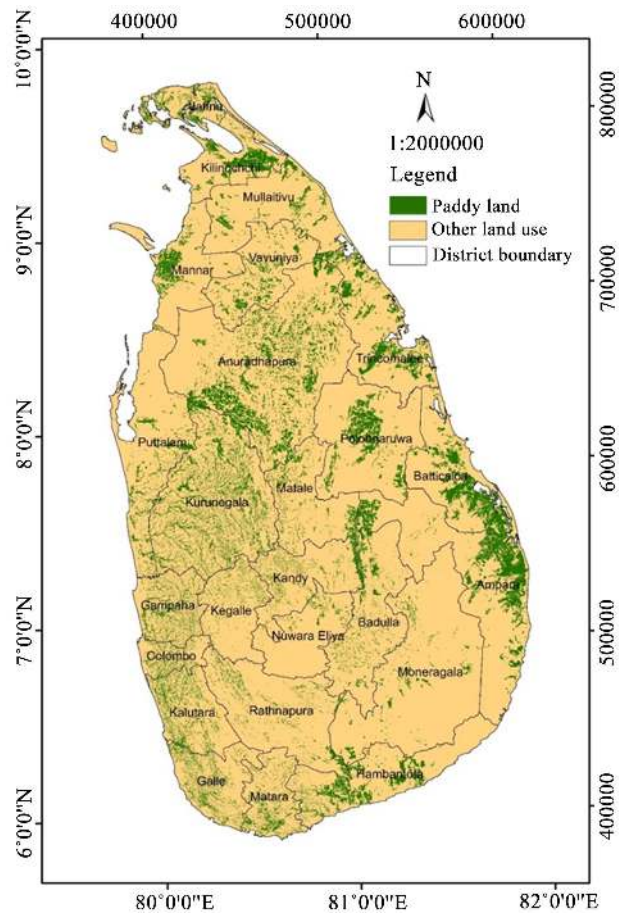 400000 500000 600000
10°0'0"N
9°0'0"N
8°0'0"N
7°0'0"N
6°0'0"N
800000
700000
600000
500000
400000
N
1:2000000
Legend
Paddy land
Other land use
District boundary
Jaffna
Kilinochchi
Mullaitivu
Vavuniya
Mannar
Anuradhapura
Trincomalee
Puttalam
Polonnaruwa
Batticaloa
Kurunegala
Matale
Kandy
Ampara
Gampaha
Kegalle
Nuwara Eliya
Badulla
Colombo
Moneragala
Kalutara
Rathnapura
Galle
Matara
Hambantota
80°0'0"E 81°0'0"E 82°0'0"E